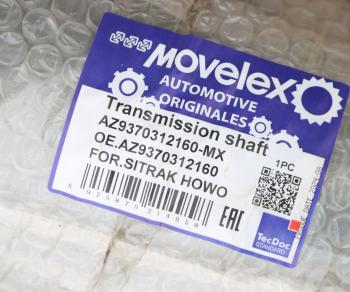 MOVELEX
AUTOMOTIVE
ORIGINALES
Transmission shaft
AZ9370312160-MX
OE.AZ9370312160
FOR.SITRAK HOWO
1PC
EAC
TecDoc
STANDARD